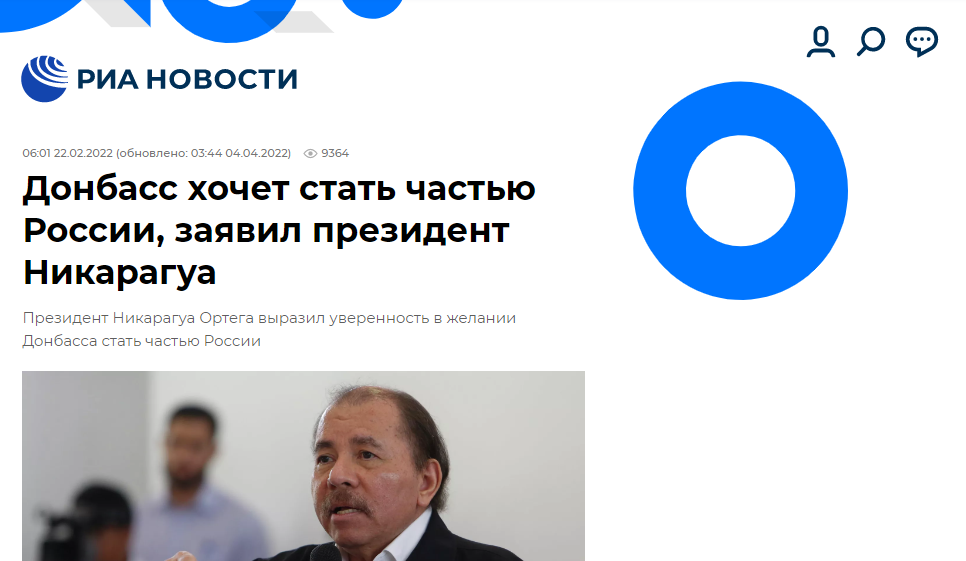 РИА НОВОСТИ
06:01 22.02.2022 (обновлено: 03:44 04.04.2022) 9364
Донбасс хочет стать частью
России, заявил президент
Никарагуа
Президент Никарагуа Ортега выразил уверенность в желании
Донбасса стать частью России